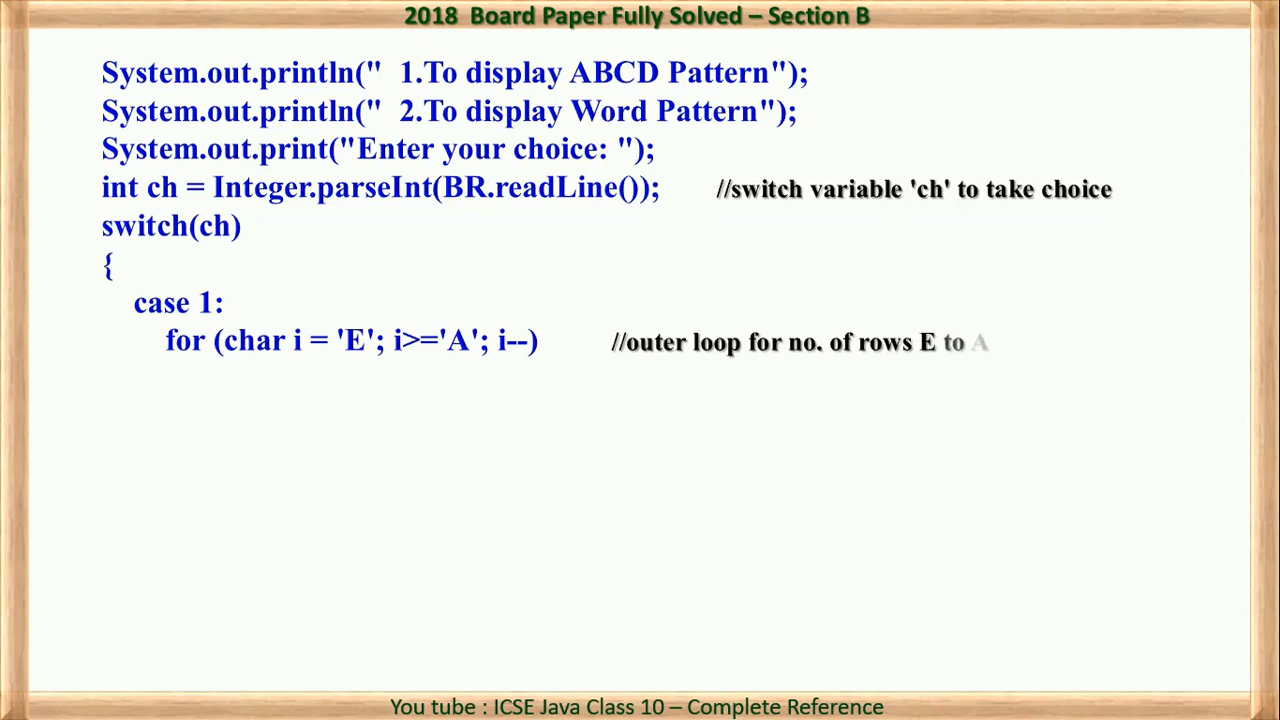 2018 Board Paper Fully Solved – Section B
System.out.println("  1.To display ABCD Pattern");
System.out.println("  2.To display Word Pattern");
System.out.print("Enter your choice: ");
int ch = Integer.parseInt(BR.readLine()); //switch variable 'ch' to take choice
switch(ch)
{
case 1:
for (char i = 'E'; i>='A'; i--) //outer loop for no. of rows E to A
You tube : ICSE Java Class 10 – Complete Reference